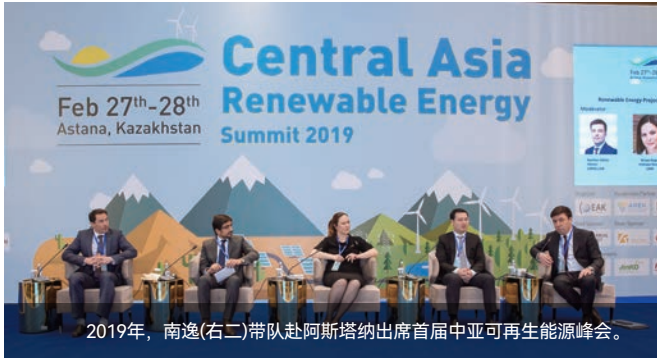 Central Asia
Renewable Energy
Summit 2019
Feb 27th-28th
Astana, Kazakhstan
Renewable Energy
Moderator
EAK
2019年，南逸(右二)带队赴阿斯塔纳出席首届中亚可再生能源峰会。